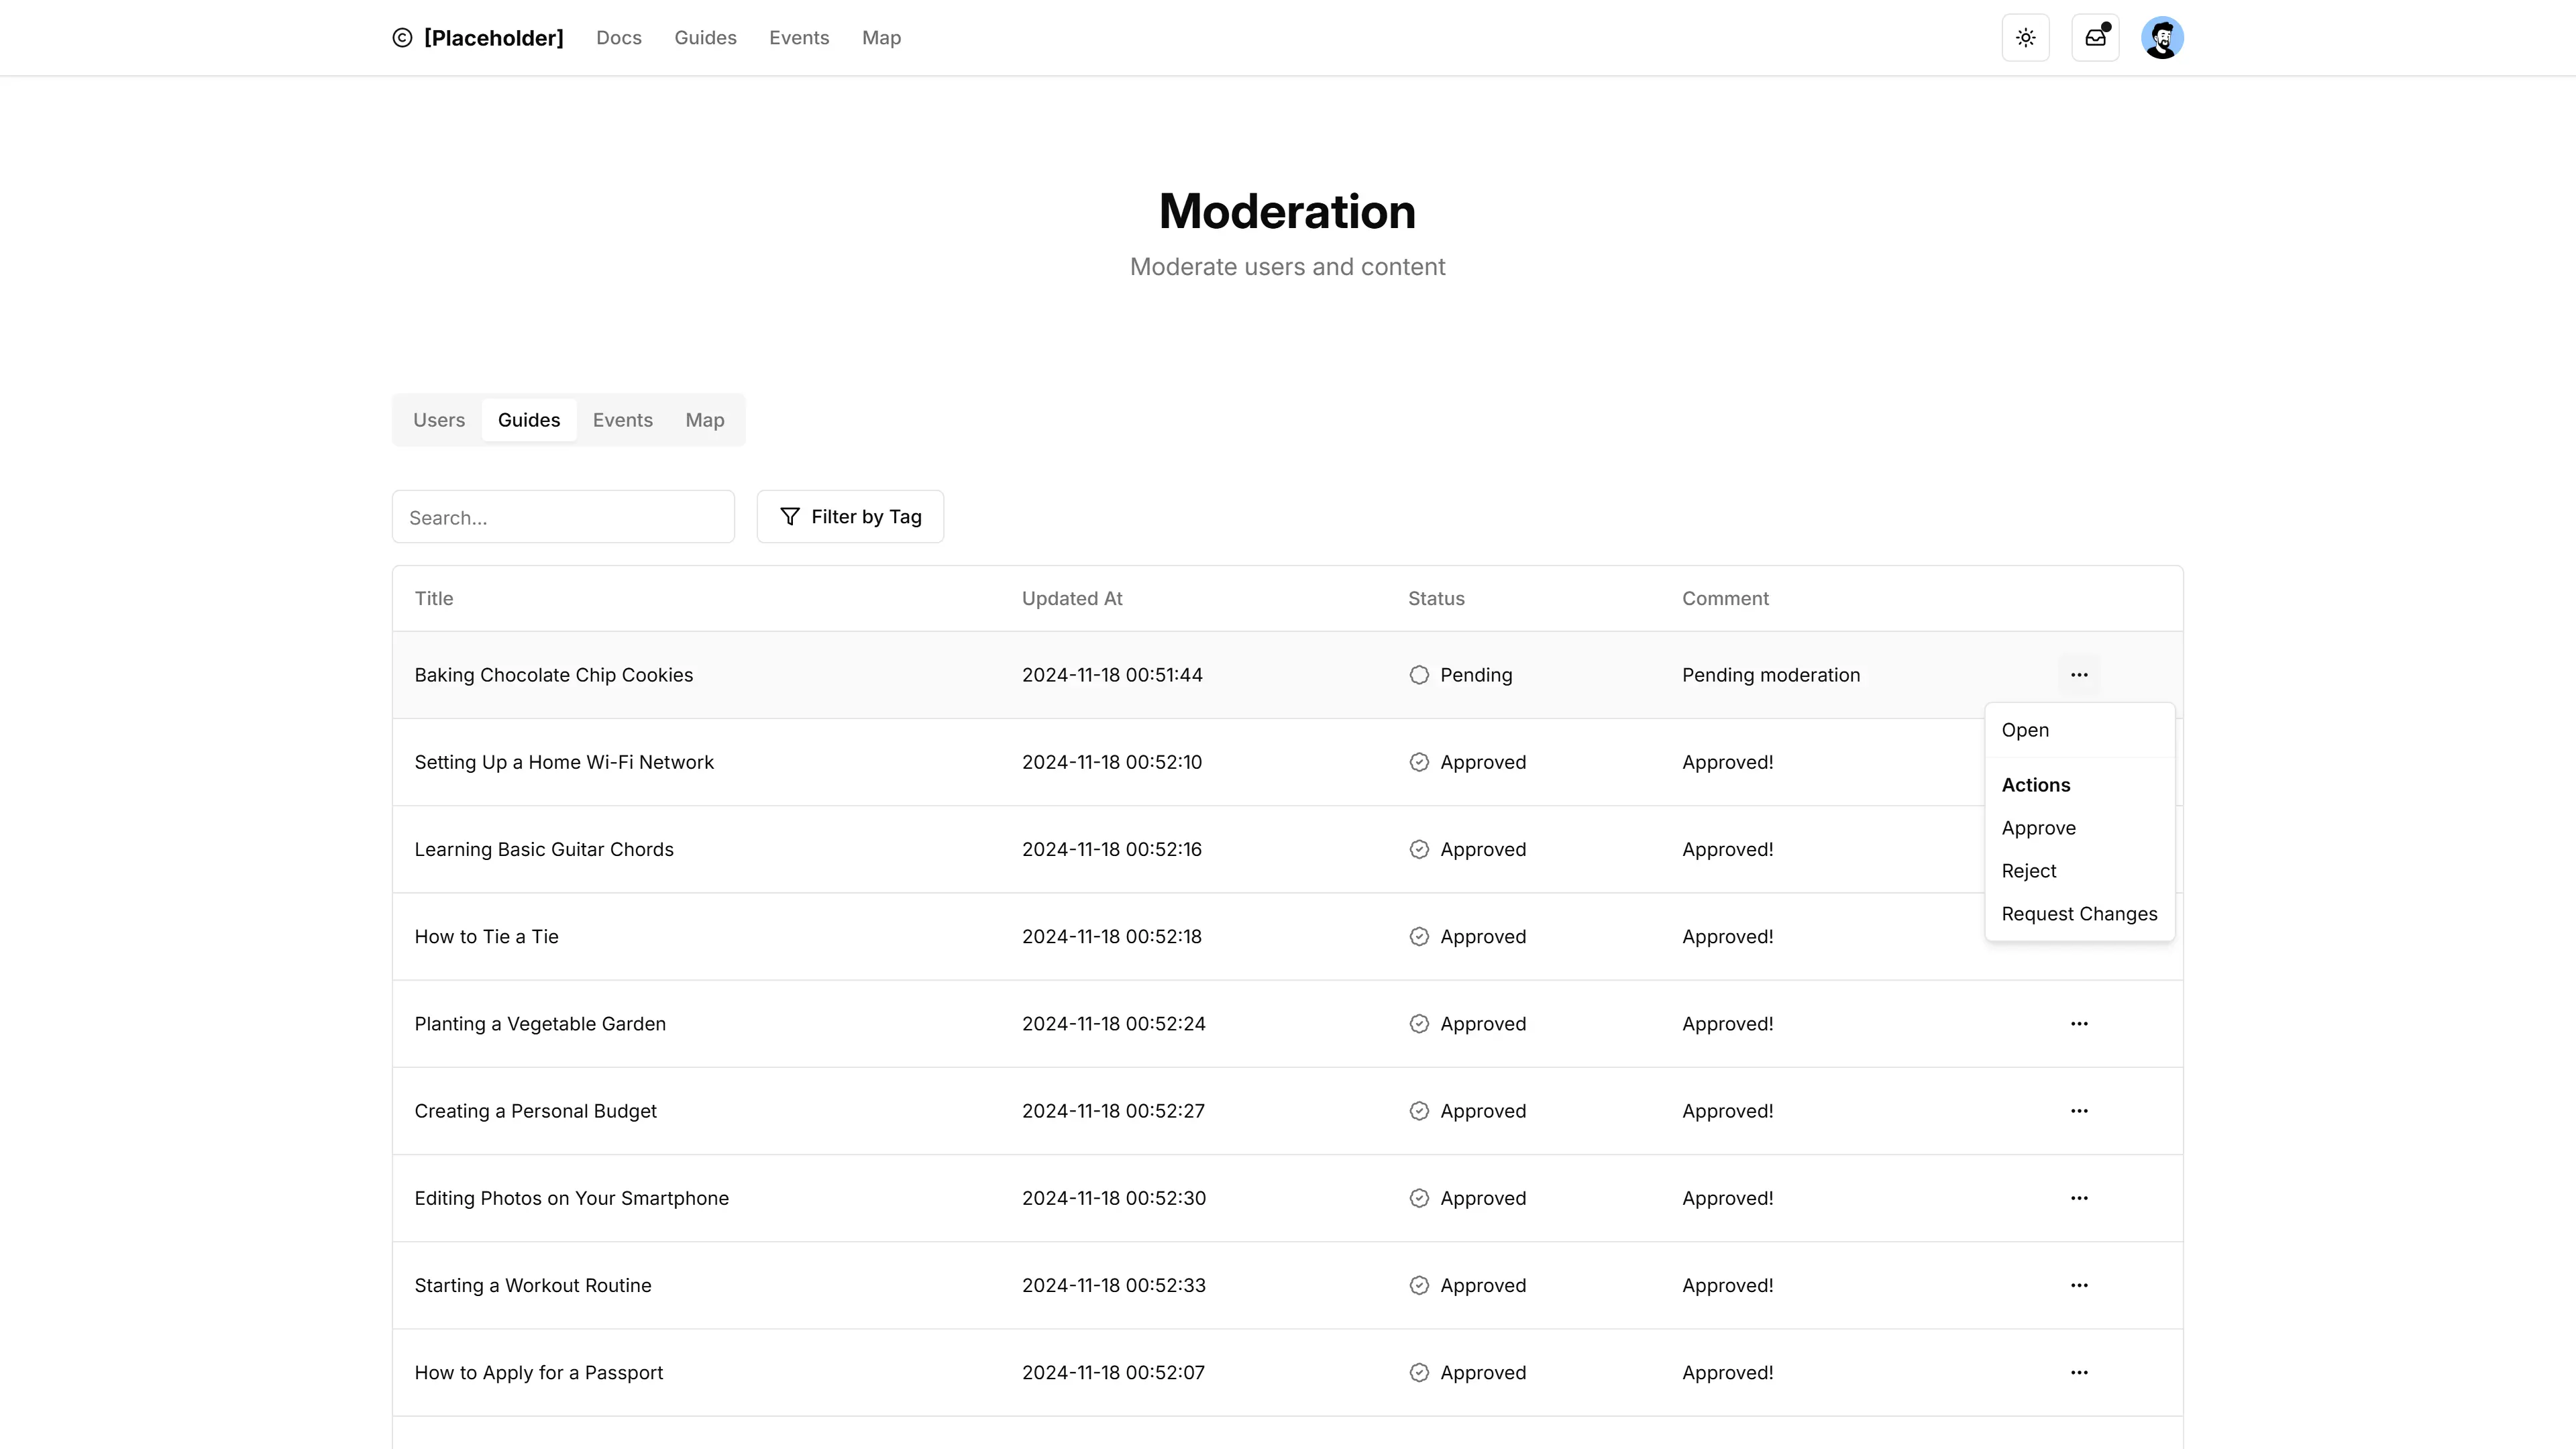 © [Placeholder] Docs Guides Events Map
Moderation
Moderate users and content
Users Guides Events Map
Search... Filter by Tag
Title Updated At Status Comment
Baking Chocolate Chip Cookies 2024-11-18 00:51:44 Pending Pending moderation ...
Open
Setting Up a Home Wi-Fi Network 2024-11-18 00:52:10 Approved Approved!
Actions
Approve
Learning Basic Guitar Chords 2024-11-18 00:52:16 Approved Approved!
Reject
Request Changes
How to Tie a Tie 2024-11-18 00:52:18 Approved Approved!
Planting a Vegetable Garden 2024-11-18 00:52:24 Approved Approved! ...
Creating a Personal Budget 2024-11-18 00:52:27 Approved Approved! ...
Editing Photos on Your Smartphone 2024-11-18 00:52:30 Approved Approved! ...
Starting a Workout Routine 2024-11-18 00:52:33 Approved Approved! ...
How to Apply for a Passport 2024-11-18 00:52:07 Approved Approved! ...